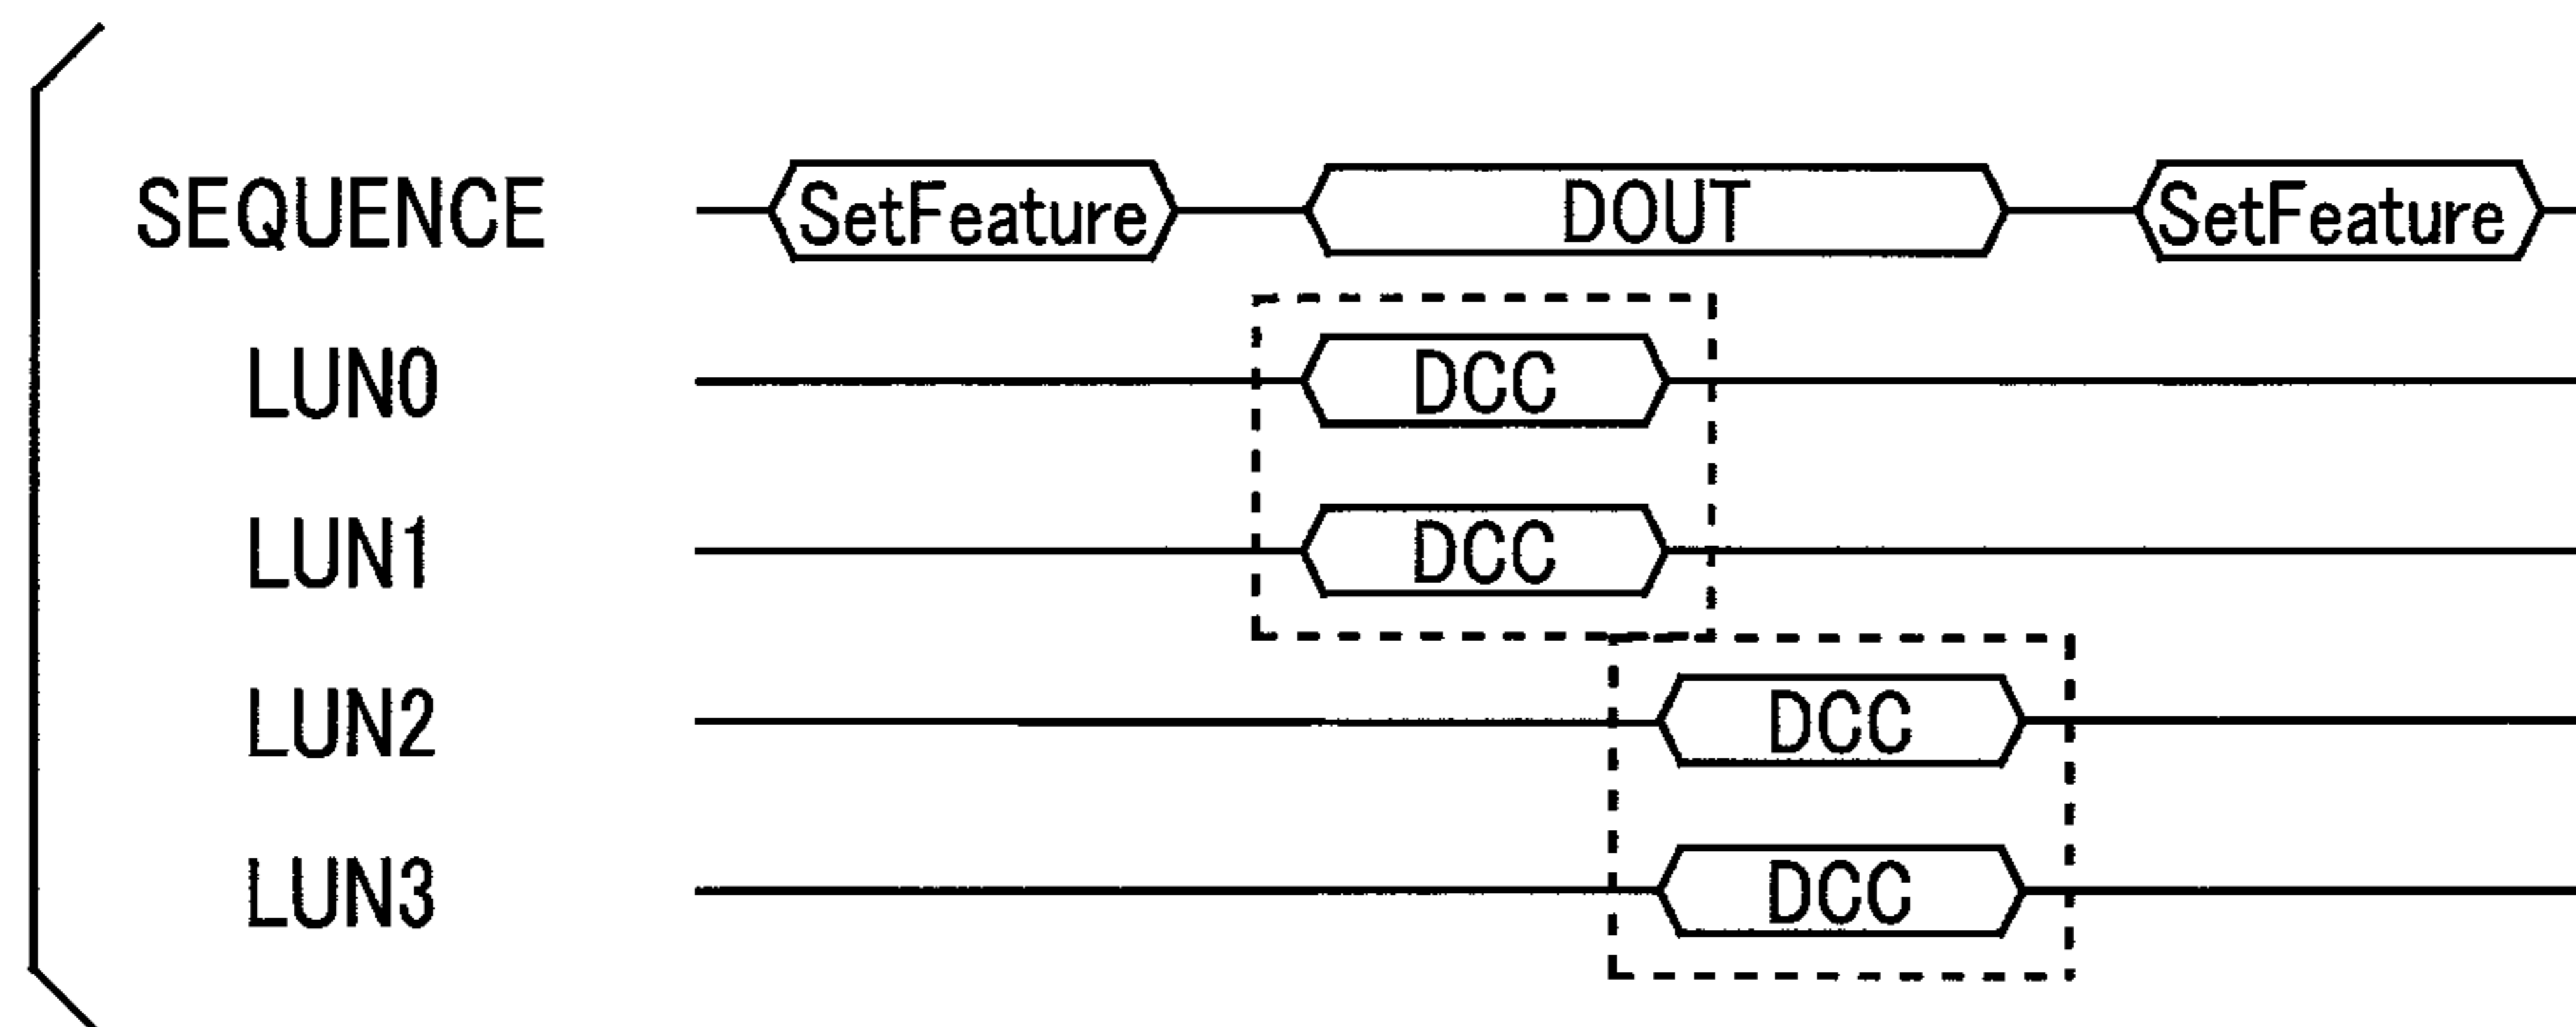 SEQUENCE SetFeature DOUT SetFeature
LUN0 DCC
LUN1 DCC
LUN2 DCC
LUN3 DCC